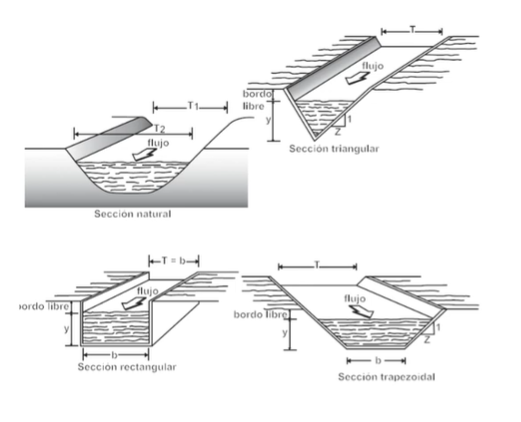 T
flujo
bordo
libre
y
1
Z
Sección triangular
T1
T2
flujo
Sección natural
T = b
flujo
bordo libre
y
b
Sección rectangular
T
flujo
bordo libre
y
1
Z
b
Sección trapezoidal